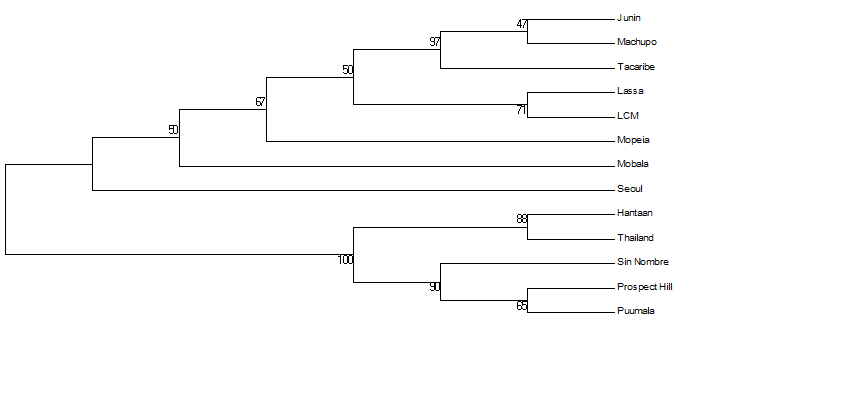 47 Junin
97 Machupo
50 Tacaribe
67 Lassa
71 LCM
50 Mopeia
Mobala
Seoul
88 Hantaan
Thailand
100 Sin Nombre
90 Prospect Hill
65 Puumala